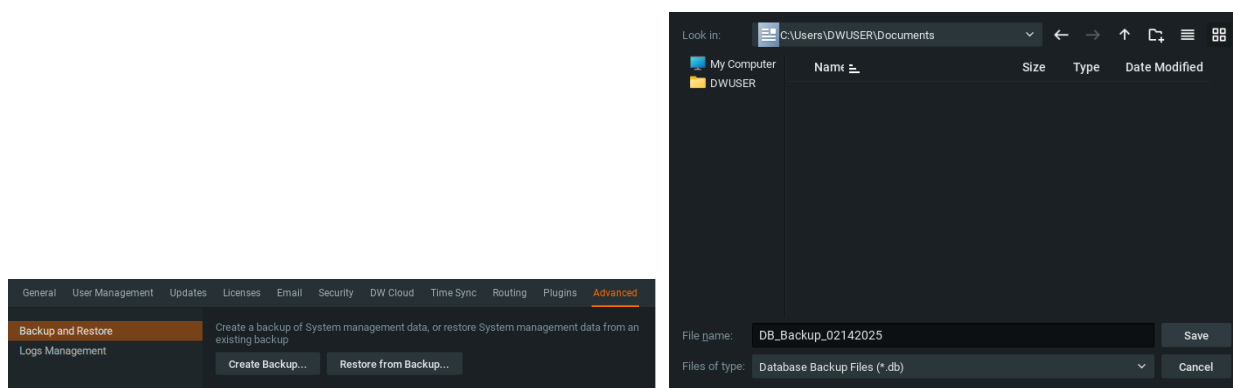 General User Management Updates Licenses Email Security DW Cloud Time Sync Routing Plugins Advanced
Backup and Restore
Logs Management
Create a backup of System management data, or restore System management data from an
existing backup
Create Backup... Restore from Backup...
Look in: C:\Users\DWUSER\Documents
My Computer
DWUSER
Name Size Type Date Modified
File name: DB_Backup_02142025 Save
Files of type: Database Backup Files (*.db) Cancel